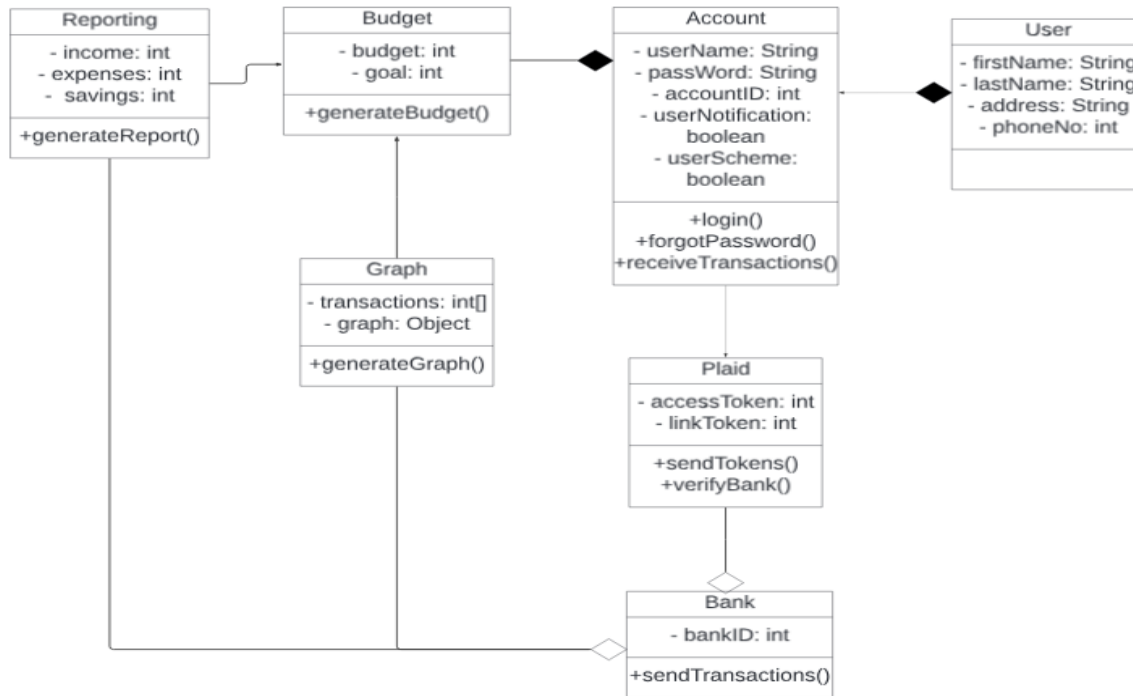 Reporting
- income: int
- expenses: int
- savings: int
+generateReport()
Budget
- budget: int
- goal: int
+generateBudget()
Account
- userName: String
- passWord: String
- accountID: int
- userNotification:
boolean
- userScheme:
boolean
+login()
+forgotPassword()
+receiveTransactions()
User
- firstName: String
- lastName: String
- address: String
- phoneNo: int
Graph
- transactions: int[]
- graph: Object
+generateGraph()
Plaid
- accessToken: int
- linkToken: int
+sendTokens()
+verifyBank()
Bank
- bankID: int
+sendTransactions()